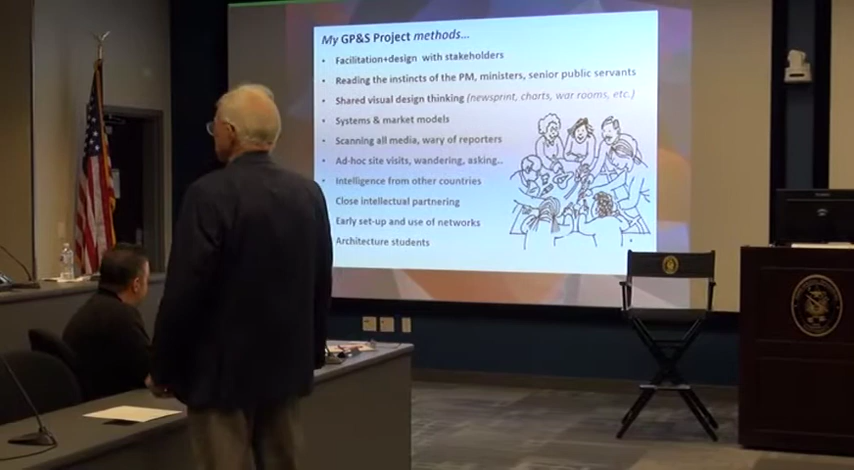 My GP&S Project methods...
• Facilitation+design with stakeholders
• Reading the instincts of the PM, ministers, senior public servants
• Shared visual design thinking (newsprint, charts, war rooms, etc.)
• Systems & market models
• Scanning all media, wary of reporters
• Ad-hoc site visits, wandering, asking..
• Intelligence from other countries
Close intellectual partnering
Early set-up and use of networks
Architecture students